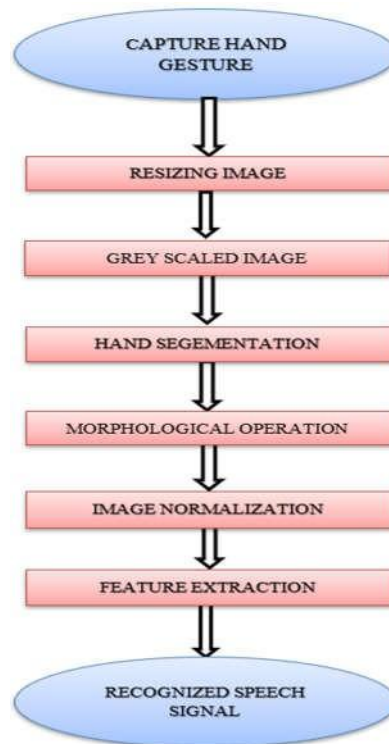 CAPTURE HAND
GESTURE
RESIZING IMAGE
GREY SCALED IMAGE
HAND SEGEMENTATION
MORPHOLOGICAL OPERATION
IMAGE NORMALIZATION
FEATURE EXTRACTION
RECOGNIZED SPEECH
SIGNAL